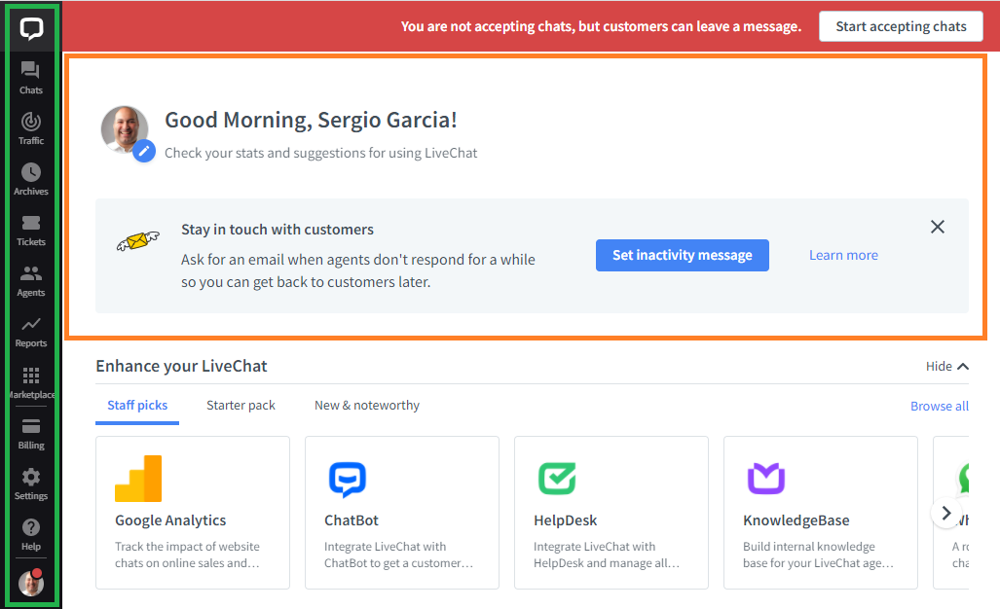 You are not accepting chats, but customers can leave a message.
Start accepting chats
Chats
Traffic
Archives
Tickets
Agents
Reports
Marketplace
Billing
Settings
Help
Good Morning, Sergio Garcia!
Check your stats and suggestions for using LiveChat
Stay in touch with customers
Ask for an email when agents don't respond for a while
so you can get back to customers later.
Set inactivity message
Learn more
Enhance your LiveChat
Hide
Staff picks
Starter pack
New & noteworthy
Browse all
Google Analytics
Track the impact of website
chats on online sales and…
ChatBot
Integrate LiveChat with
ChatBot to get a customer…
HelpDesk
Integrate LiveChat with
HelpDesk and manage all…
KnowledgeBase
Build internal knowledge
base for your LiveChat age…
A